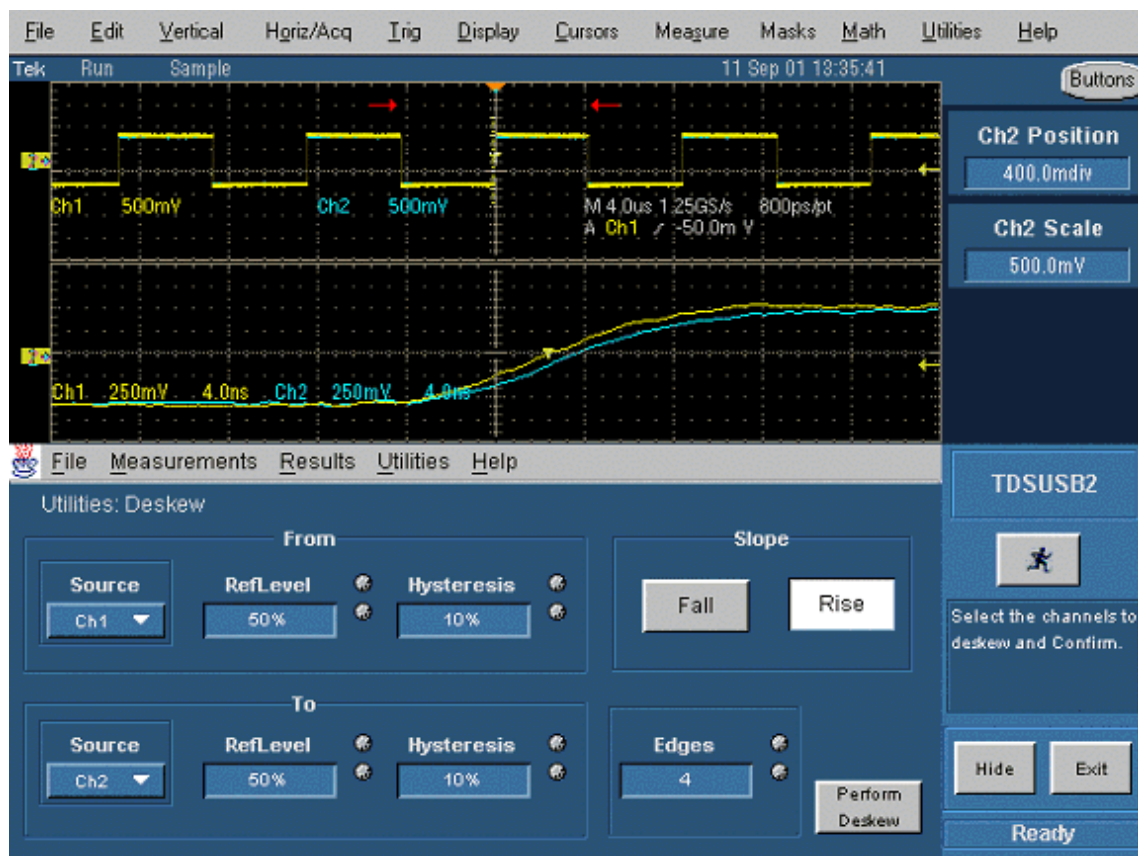 File Edit Vertical Horiz/Acq Trig Display Cursors Measure Masks Math Utilities Help
Tek Run Sample 11 Sep 01 13:35:41
Buttons
Ch2 Position
400.0mdiv
Ch2 Scale
500.0mV
Ch1 500mV Ch2 500mV M 4.0us 1.25GS/s 800ps/pt
A Ch1 -50.0m V
Ch1 250mV 4.0ns Ch2 250mV 4.0ns
File Measurements Results Utilities Help
TDSUSB2
Utilities: Deskew
From
Source RefLevel Hysteresis
Ch1 50% 10%
Slope
Fall Rise
Select the channels to
deskew and Confirm.
To
Source RefLevel Hysteresis
Ch2 50% 10%
Edges
4
Perform
Deskew
Hide Exit
Ready